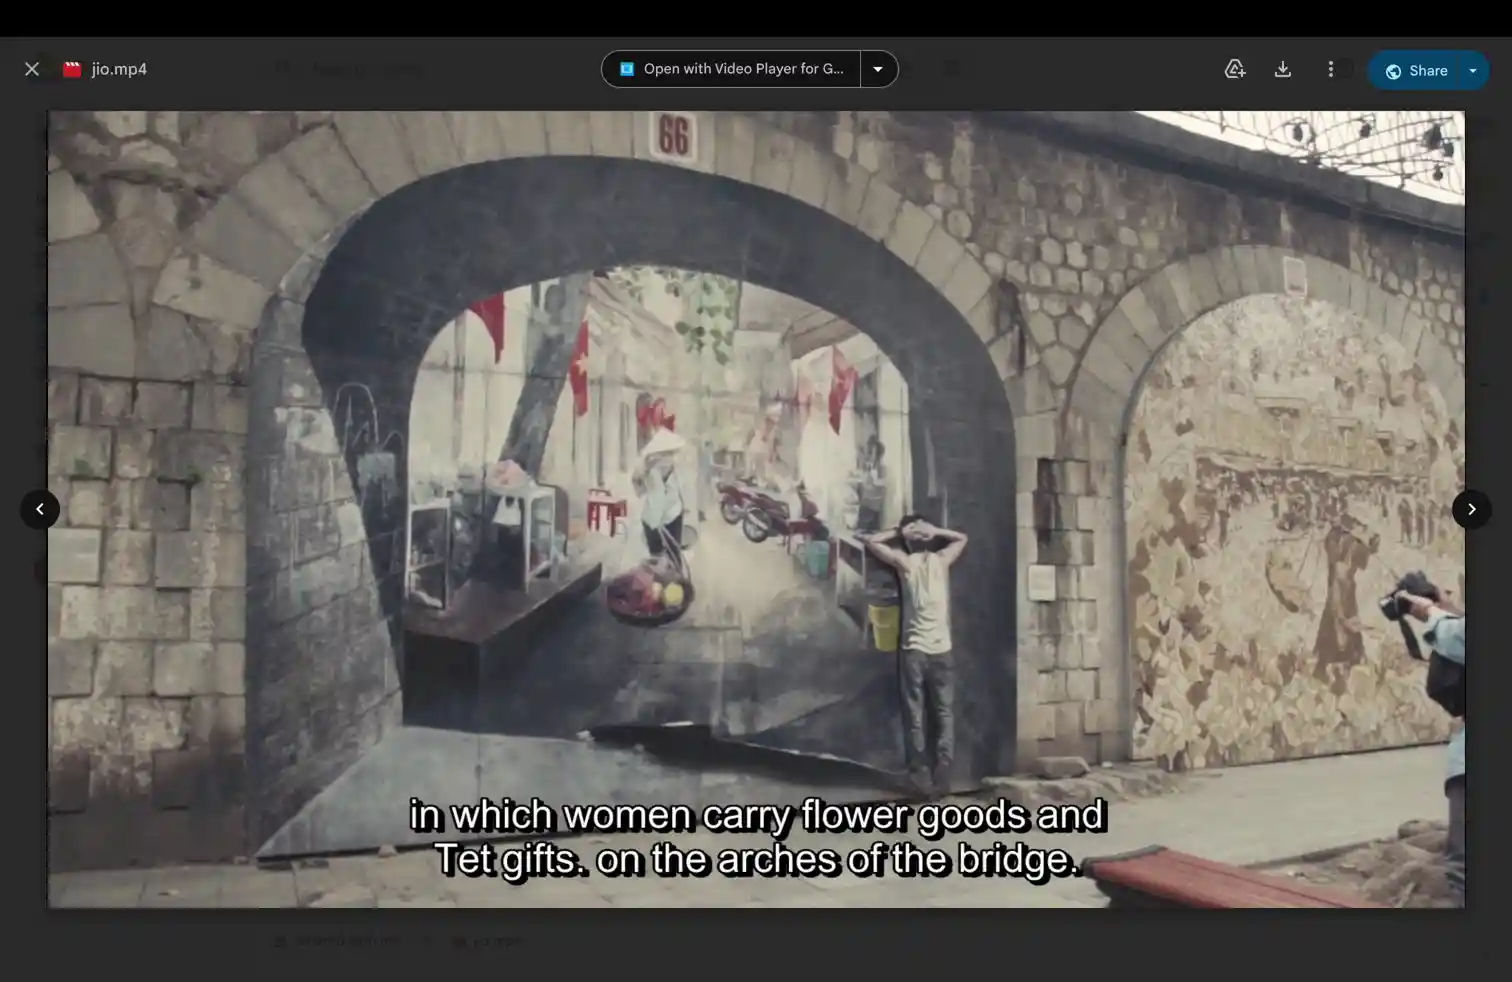 jio.mp4
Open with Video Player for G...
Share
66
in which women carry flower goods and
Tet gifts. on the arches of the bridge.